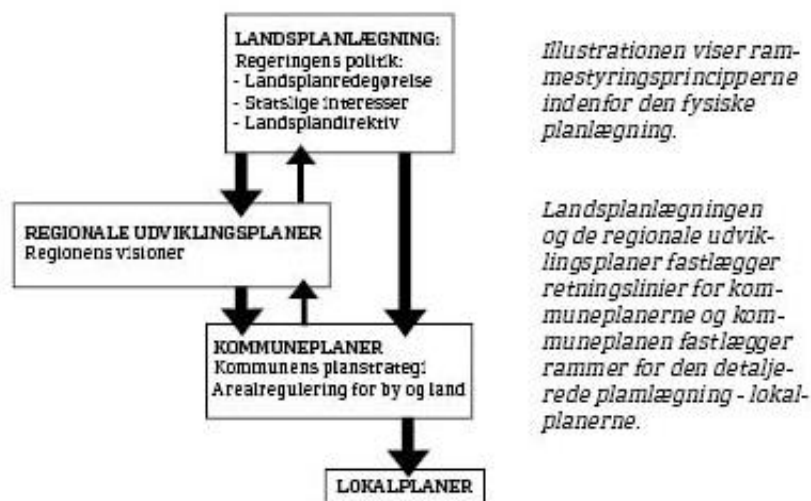 LANDSPLANLÆGNING:
Regeringens politik:
- Landsplanredegørelse
- Statslige interesser
- Landsplandirektiv
REGIONALE UDVIKLINGSPLANER
Regionens visioner
KOMMUNEPLANER
Kommunens planstrategi
Arealregulering for by og land
LOKALPLANER
Illustrationen viser ram-
mestyringsprincipperne
indenfor den fysiske
planlægning.
Landsplanlægningen
og de regionale udvik-
lingsplaner fastlægger
retningslinier for kom-
muneplanerne og kom-
muneplanen fastlægger
rammer for den detalje-
rede plamlægning - lokal-
planerne.